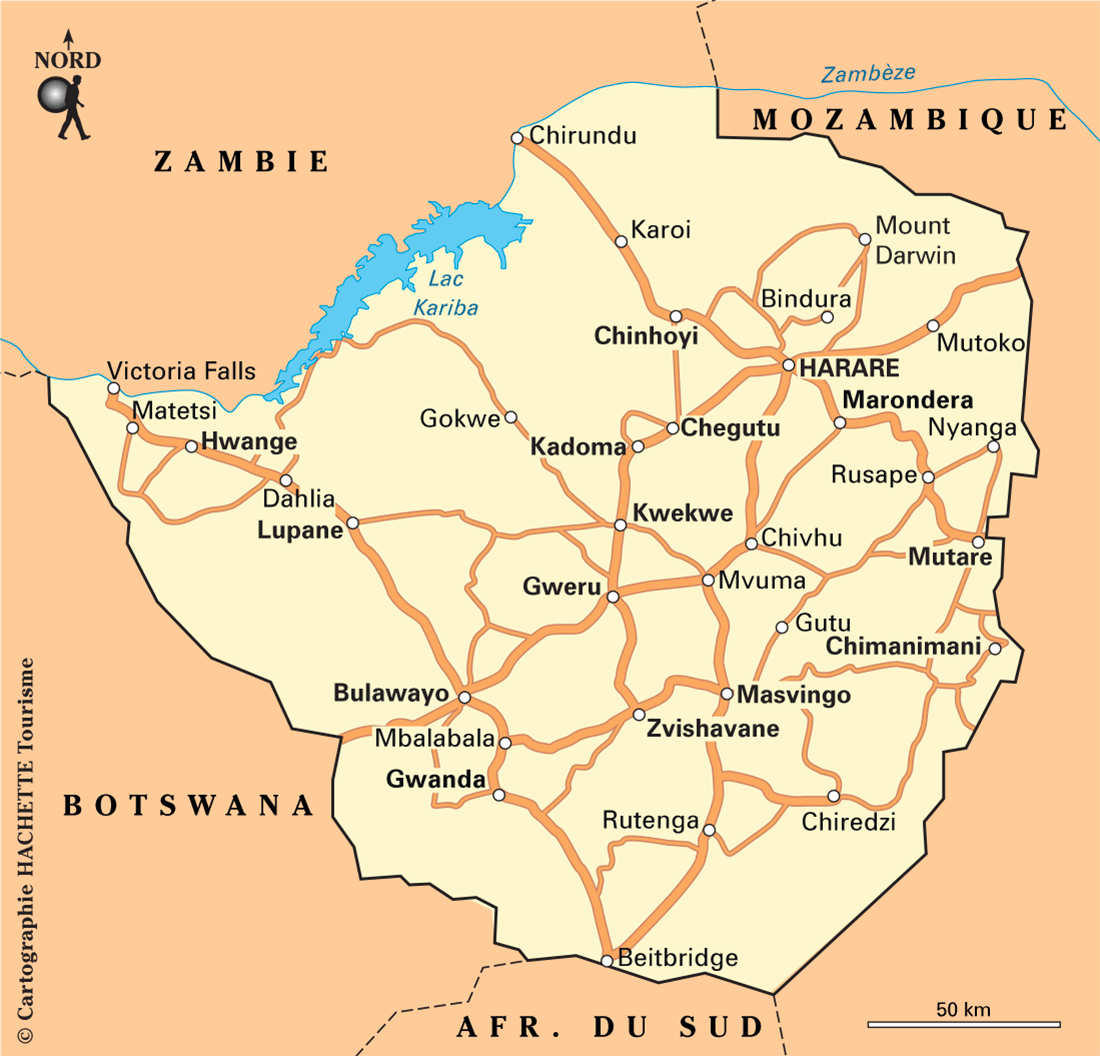 Zambèze
NORD
MOZAMBIQUE
Chirundu
ZAMBIE
Mount
Darwin
Karoi
Lac
Kariba
Bindura
Chinhoyi
Mutoko
HARARE
Victoria Falls
Matetsi
Marondera
Gokwe
Chegutu
Nyanga
Hwange
Kadoma
Rusape
Dahlia
Lupane
Kwekwe
Chivhu
Mutare
Gweru
Mvuma
Gutu
Chimanimani
Bulawayo
Masvingo
Zvishavane
Mbalabala
Gwanda
BOTSWANA
Rutenga
Chiredzi
Beitbridge
50 km
AFR. DU SUD
© Cartographie HACHETTE Tourisme